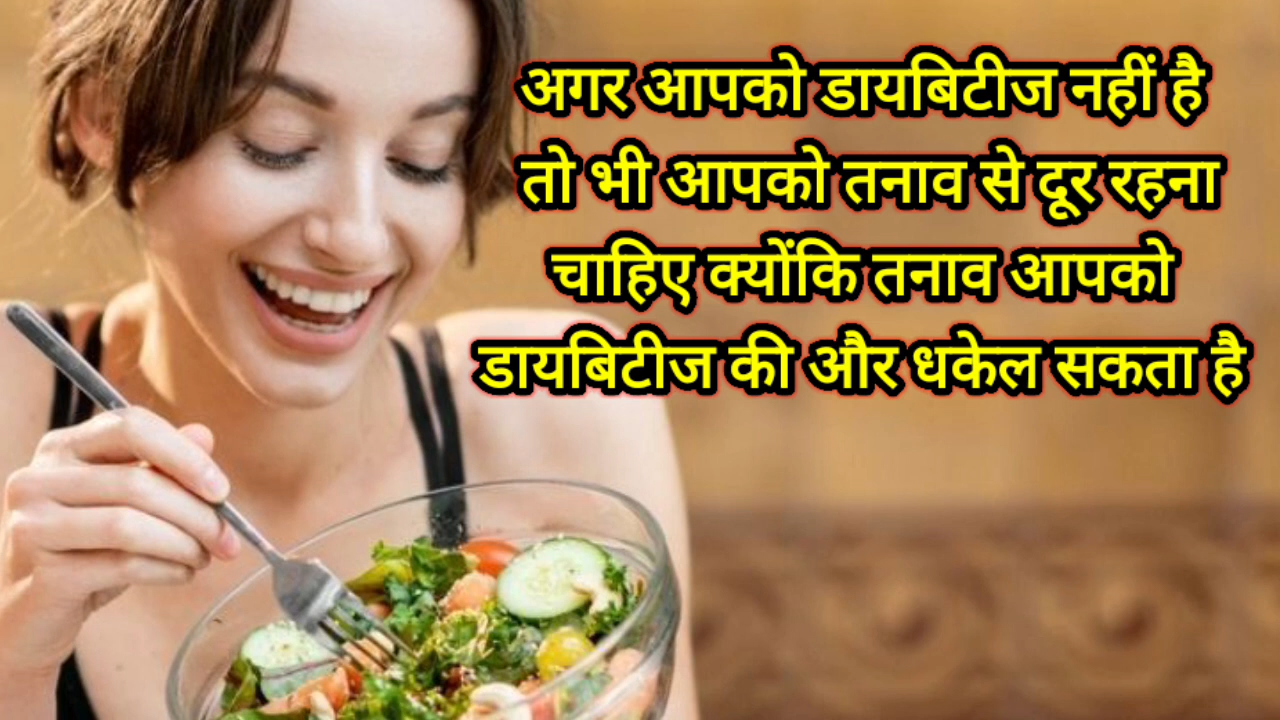 अगर आपको डायबिटीज नहीं है
तो भी आपको तनाव से दूर रहना
चाहिए क्योंकि तनाव आपको
डायबिटीज की और धकेल सकता है